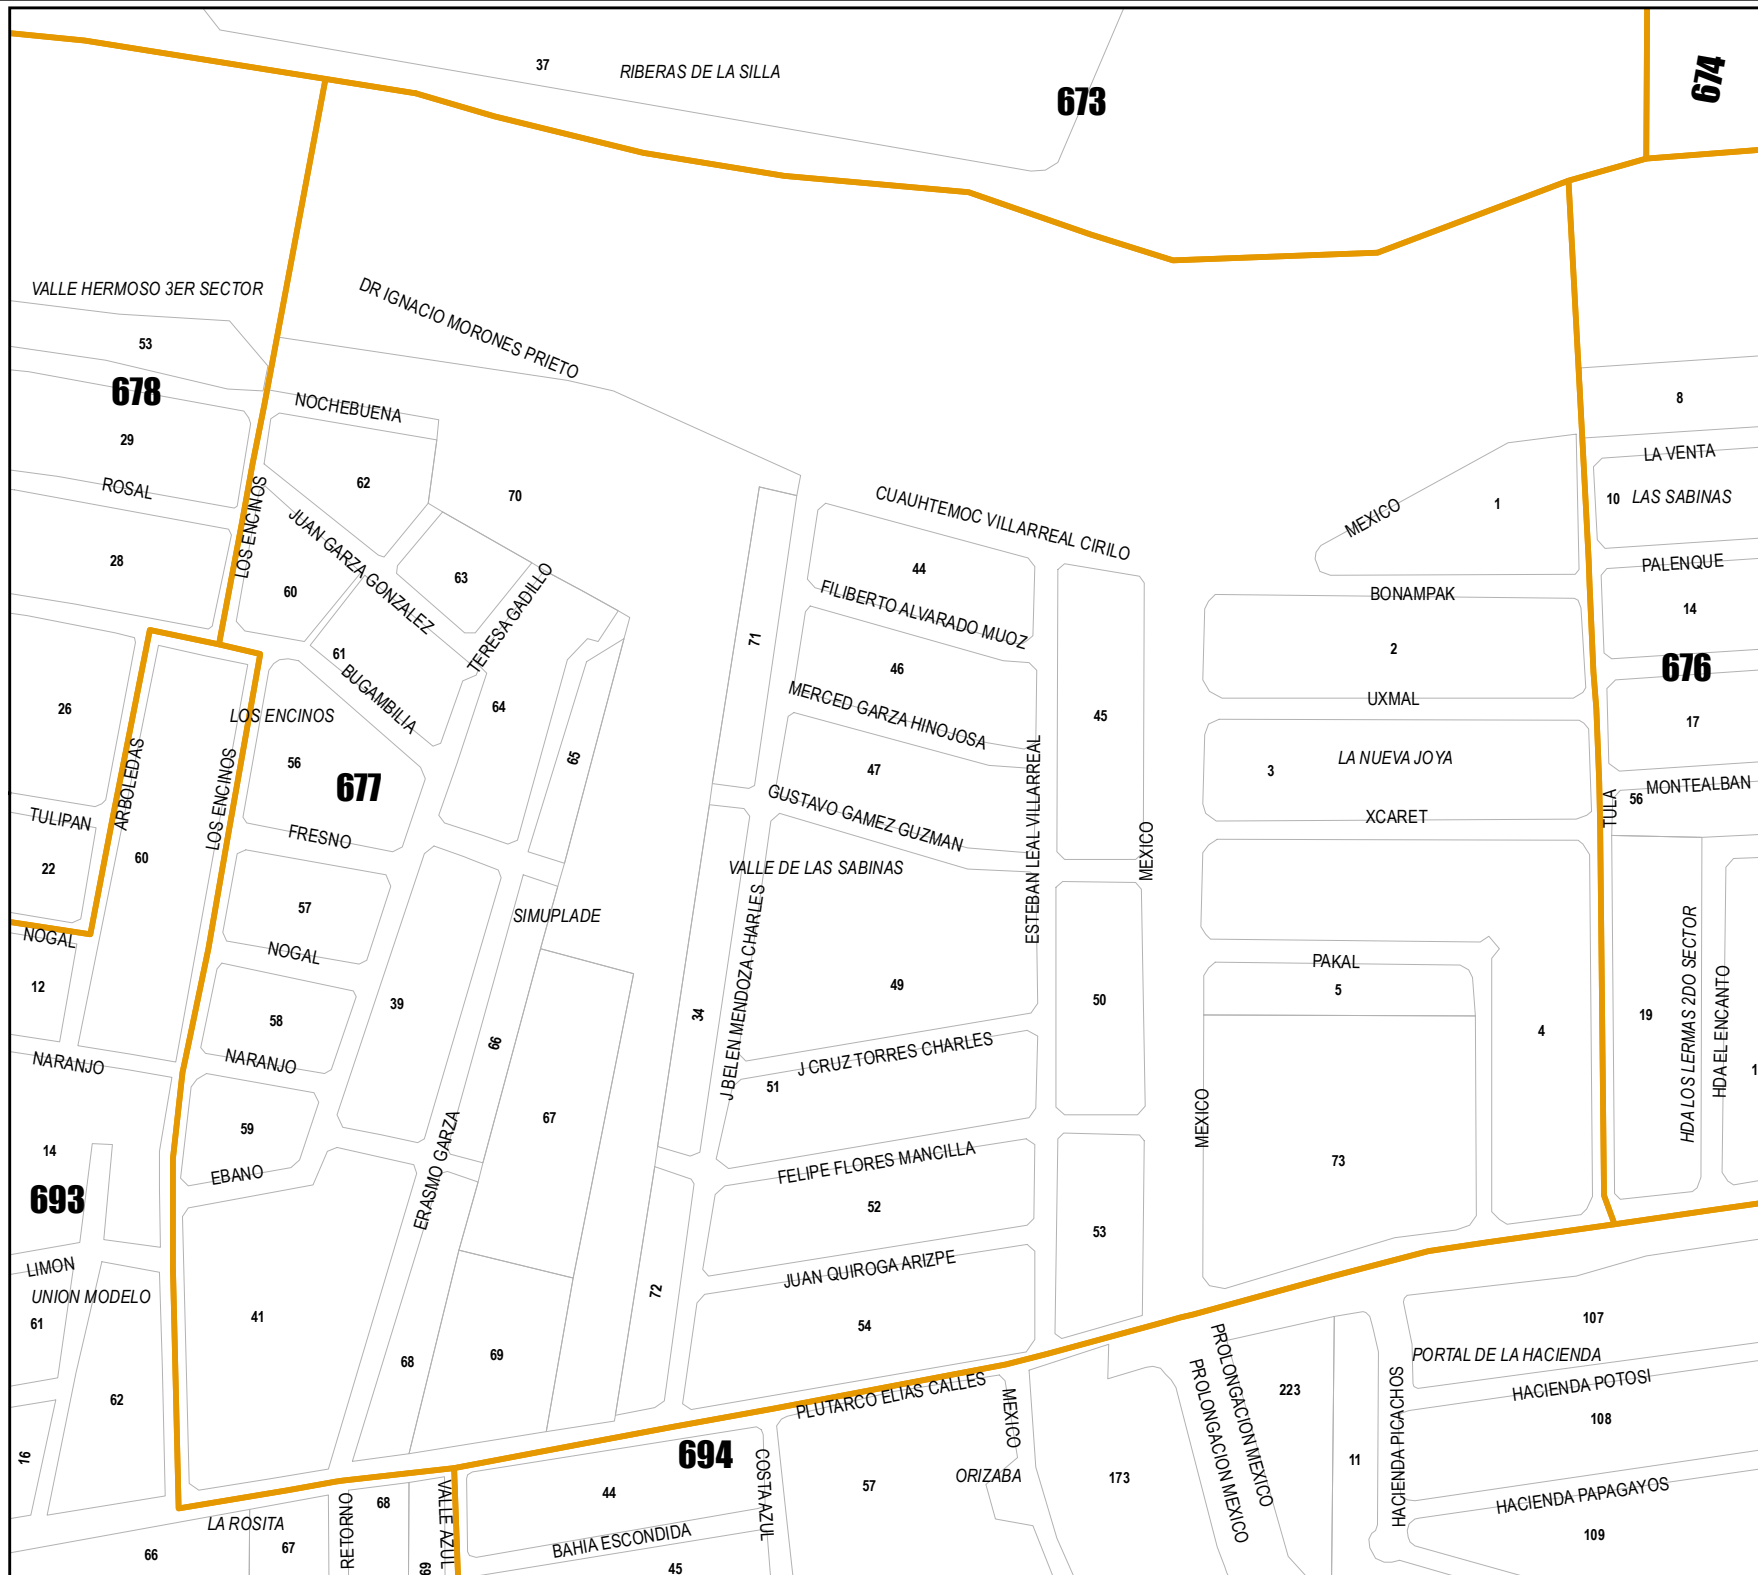 37
RIBERAS DE LA SILLA
673
674
VALLE HERMOSO 3ER SECTOR
DR IGNACIO MORONES PRIETO
53
678
NOCHEBUENA
8
29
LA VENTA
ROSAL
62
70
CUAUHTEMOC VILLARREAL CIRILO
MEXICO
1
10
LAS SABINAS
LOS ENCINOS
JUAN GARZA GONZALEZ
28
60
63
TERESA GADILLO
44
PALENQUE
BONAMPAK
FILIBERTO ALVARADO MUOZ
14
71
61
BUGAMBILIA
46
2
676
26
LOS ENCINOS
64
MERCED GARZA HINOJOSA
45
UXMAL
17
ARBOLEDAS
LOS ENCINOS
56
677
65
47
ESTEBAN LEAL VILLARREAL
3
LA NUEVA JOYA
MONTEALBAN
56
TULA
TULIPAN
FRESNO
GUSTAVO GAMEZ GUZMAN
XCARET
MEXICO
22
60
VALLE DE LAS SABINAS
57
SIMUPLADE
NOGAL
NOGAL
J BELEN MENDOZA CHARLES
HDA LOS LERMAS 2DO SECTOR
HDA EL ENCANTO
PAKAL
12
39
49
50
5
58
66
34
4
19
NARANJO
NARANJO
J CRUZ TORRES CHARLES
51
1
59
67
MEXICO
14
EBANO
ERASMO GARZA
FELIPE FLORES MANCILLA
73
693
52
53
LIMON
UNION MODELO
JUAN QUIROGA ARIZPE
61
41
72
54
107
68
69
PORTAL DE LA HACIENDA
PROLONGACION MEXICO
PROLONGACION MEXICO
62
PLUTARCO ELIAS CALLES
MEXICO
223
HACIENDA PICACHOS
HACIENDA POTOSI
108
16
694
COSTA AZUL
57
ORIZABA
173
11
VALLE AZUL
44
68
RETORNO
HACIENDA PAPAGAYOS
LA ROSITA
BAHIA ESCONDIDA
109
66
67
69
45